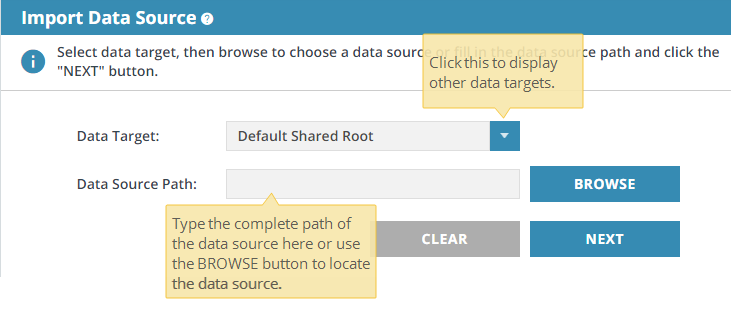 Import Data Source ?
Select data target, then browse to choose a data source or fill in the data source path and click the
"NEXT" button.
Click this to display
other data targets.
Data Target:
Default Shared Root
Data Source Path:
BROWSE
Type the complete path of
the data source here or use
the BROWSE button to locate
the data source.
CLEAR
NEXT